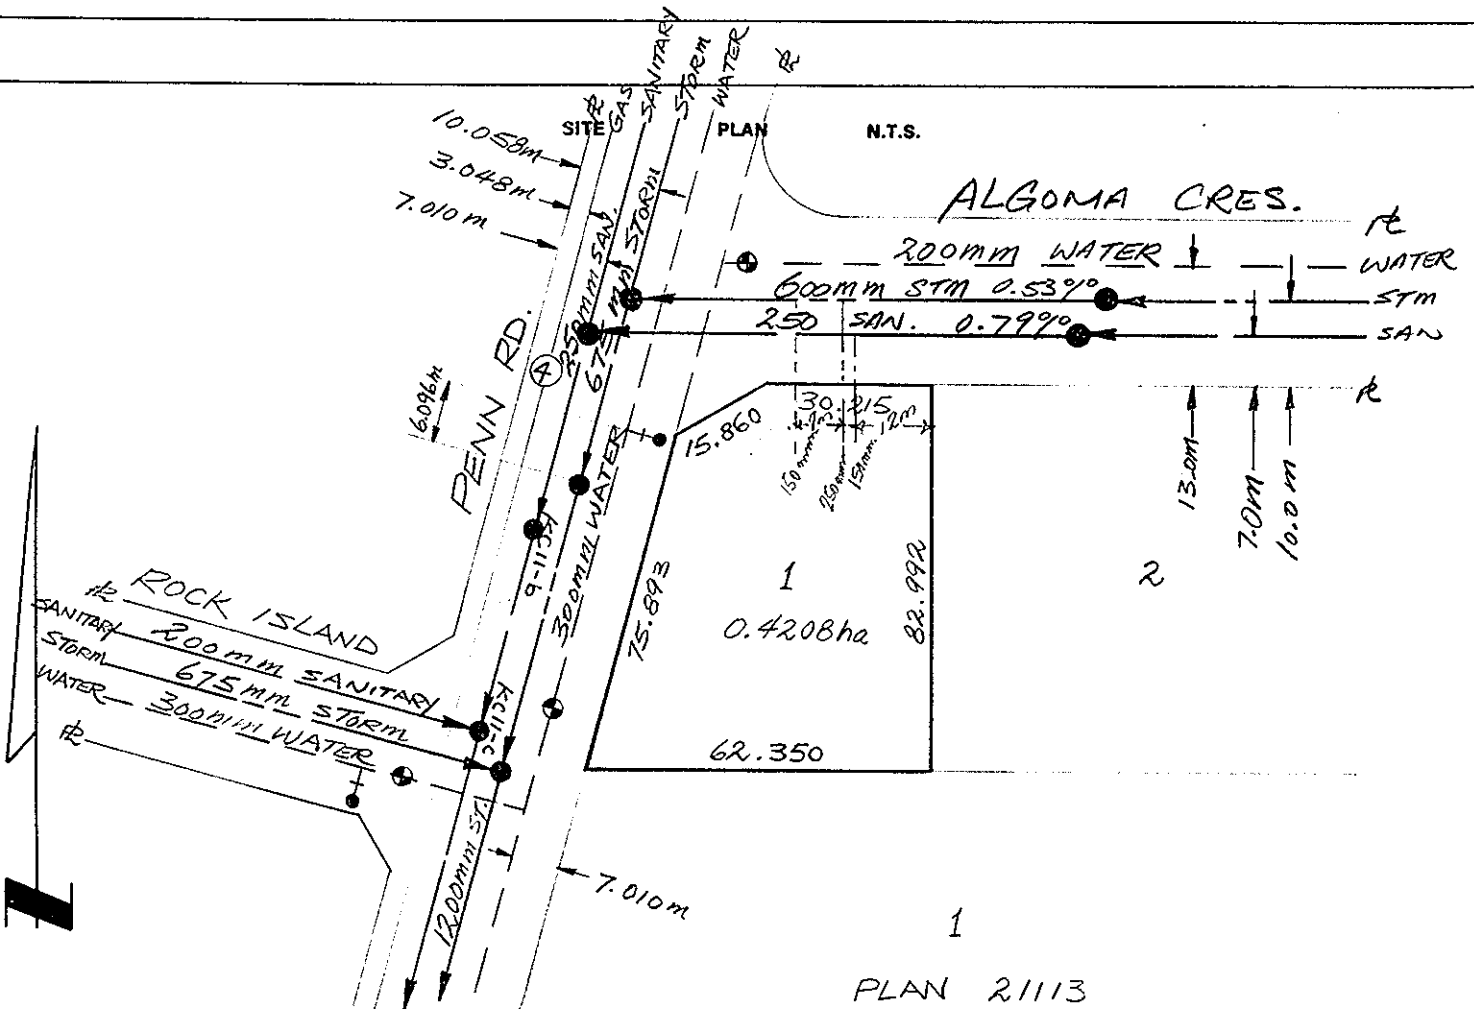 SITE PLAN N.T.S.
GAS
SANITARY
STORM
WATER
10.058m
3.048m
7.010m
ALGOMA CRES.
200mm WATER
WATER
600mm STM 0.53%
STM
250 SAN. 0.79%
SAN
250mm SAN.
675mm STORM
PENN RD.
4
6.096m
15.860
30.215
150mm
250mm
150mm
12m
13.0m
7.0m
10.0m
KC11-b
300mm WATER
75.893
1
0.4208ha
82.992
2
62.350
ROCK ISLAND
SANITARY 200mm SANITARY
STORM 675mm STORM
WATER 300mm WATER
KC11-C
1200mm ST.
7.010m
1
PLAN 21113